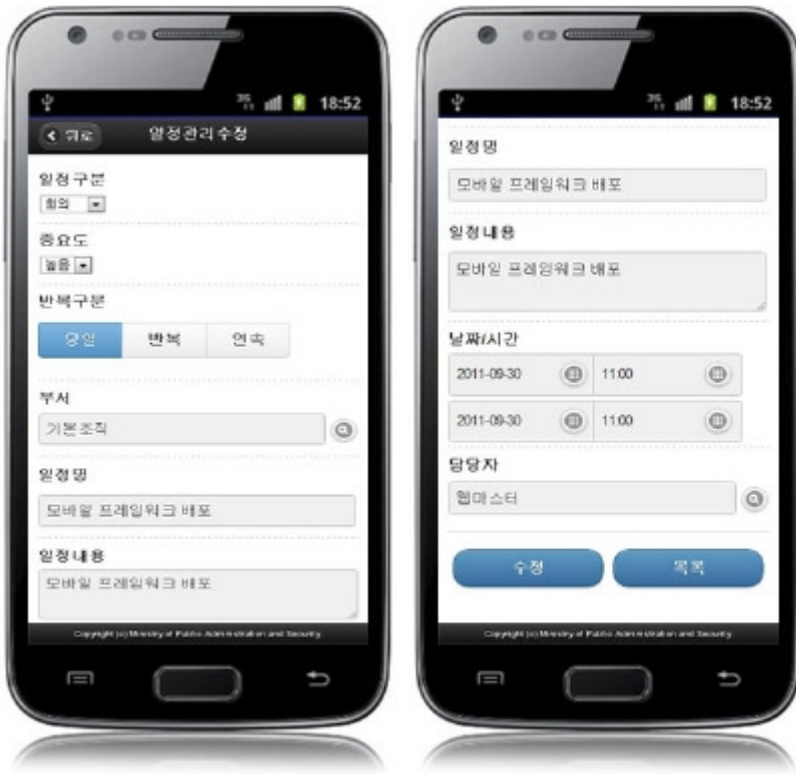 3G
18:52
뒤로
일정관리수정
일정구분
회의
중요도
높음
반복구분
당일 반복 연속
부서
기본조직
일정명
모바일 프레임워크 배포
일정내용
모바일 프레임워크 배포
Copyright (c) Ministry of Public Administration and Security.
3G
18:52
일정명
모바일 프레임워크 배포
일정내용
모바일 프레임워크 배포
날짜/시간
2011-09-30 11:00
2011-09-30 11:00
담당자
웹마스터
수정 목록
Copyright (c) Ministry of Public Administration and Security.